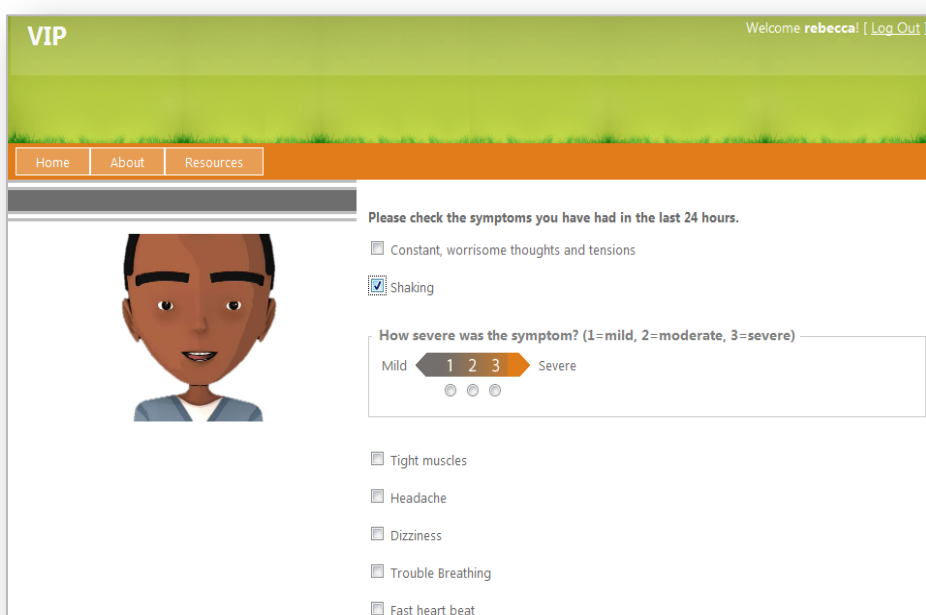 VIP
Welcome rebecca! [ Log Out ]
Home About Resources
Please check the symptoms you have had in the last 24 hours.
Constant, worrisome thoughts and tensions
Shaking
How severe was the symptom? (1=mild, 2=moderate, 3=severe)
Mild 1 2 3 Severe
Tight muscles
Headache
Dizziness
Trouble Breathing
Fast heart beat